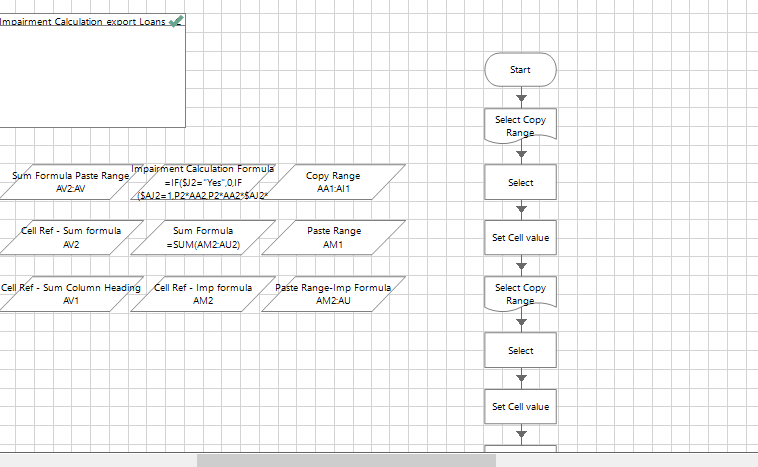 Impairment Calculation export Loans
Start
Select Copy
Range
Select
Set Cell value
Select Copy
Range
Select
Set Cell value
Sum Formula Paste Range
AV2:AV
Impairment Calculation Formula
=IF($J2="Yes",0,IF
($AJ2=1,P2*AA2,P2*AA2*$AJ2*
Copy Range
AA1:AI1
Cell Ref - Sum formula
AV2
Sum Formula
=SUM(AM2:AU2)
Paste Range
AM1
Cell Ref - Sum Column Heading
AV1
Cell Ref - Imp formula
AM2
Paste Range-Imp Formula
AM2:AU